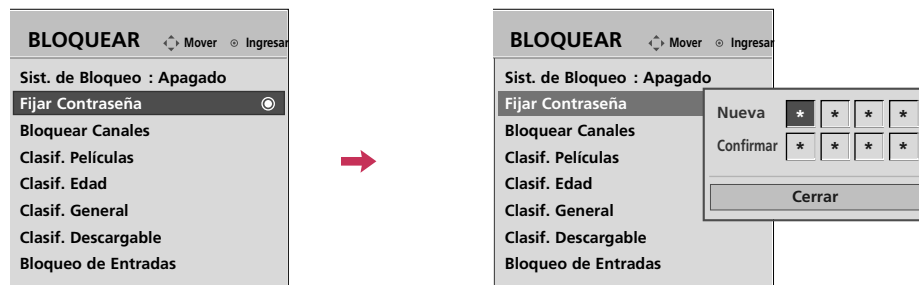 BLOQUEAR Mover Ingresar
Sist. de Bloqueo : Apagado
Fijar Contraseña
Bloquear Canales
Clasif. Películas
Clasif. Edad
Clasif. General
Clasif. Descargable
Bloqueo de Entradas
BLOQUEAR Mover Ingresar
Sist. de Bloqueo : Apagado
Fijar Contraseña
Bloquear Canales
Clasif. Películas
Clasif. Edad
Clasif. General
Clasif. Descargable
Bloqueo de Entradas
Nueva * * * *
Confirmar * * * *
Cerrar